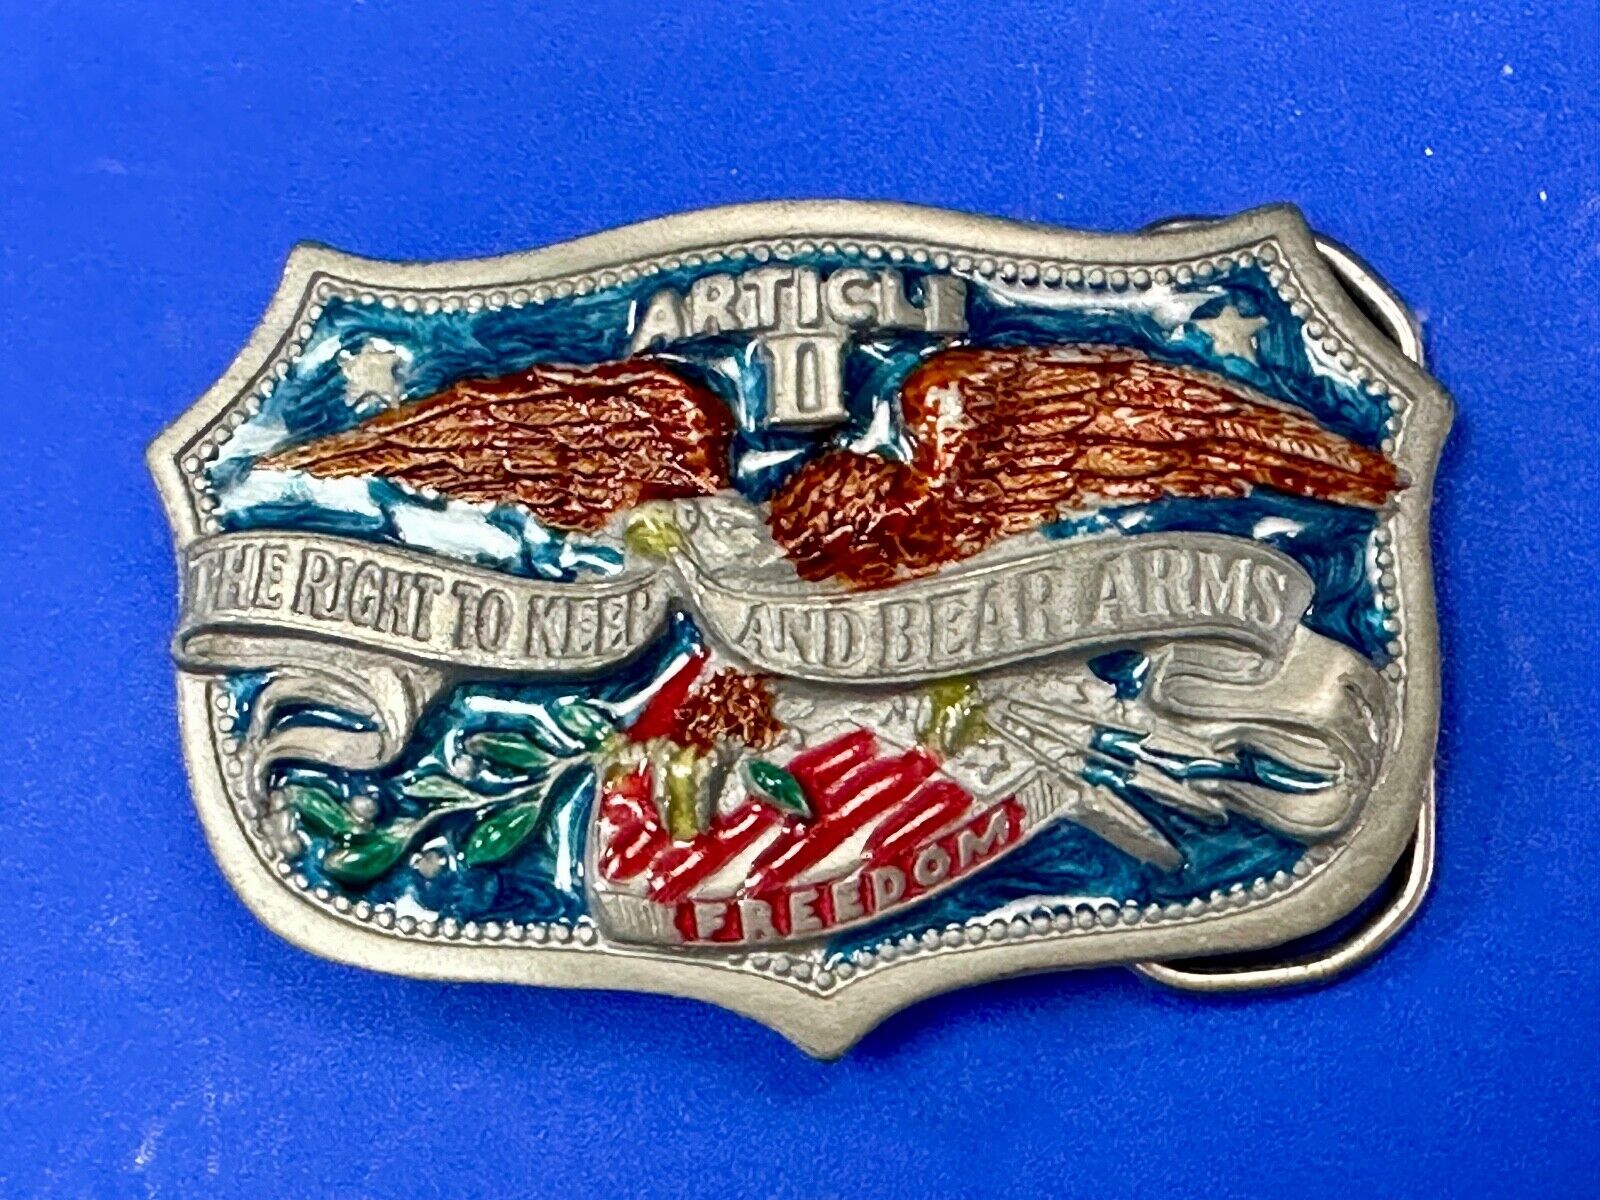 ARTICLE
II
THE RIGHT TO KEEP AND BEAR ARMS
FREEDOM